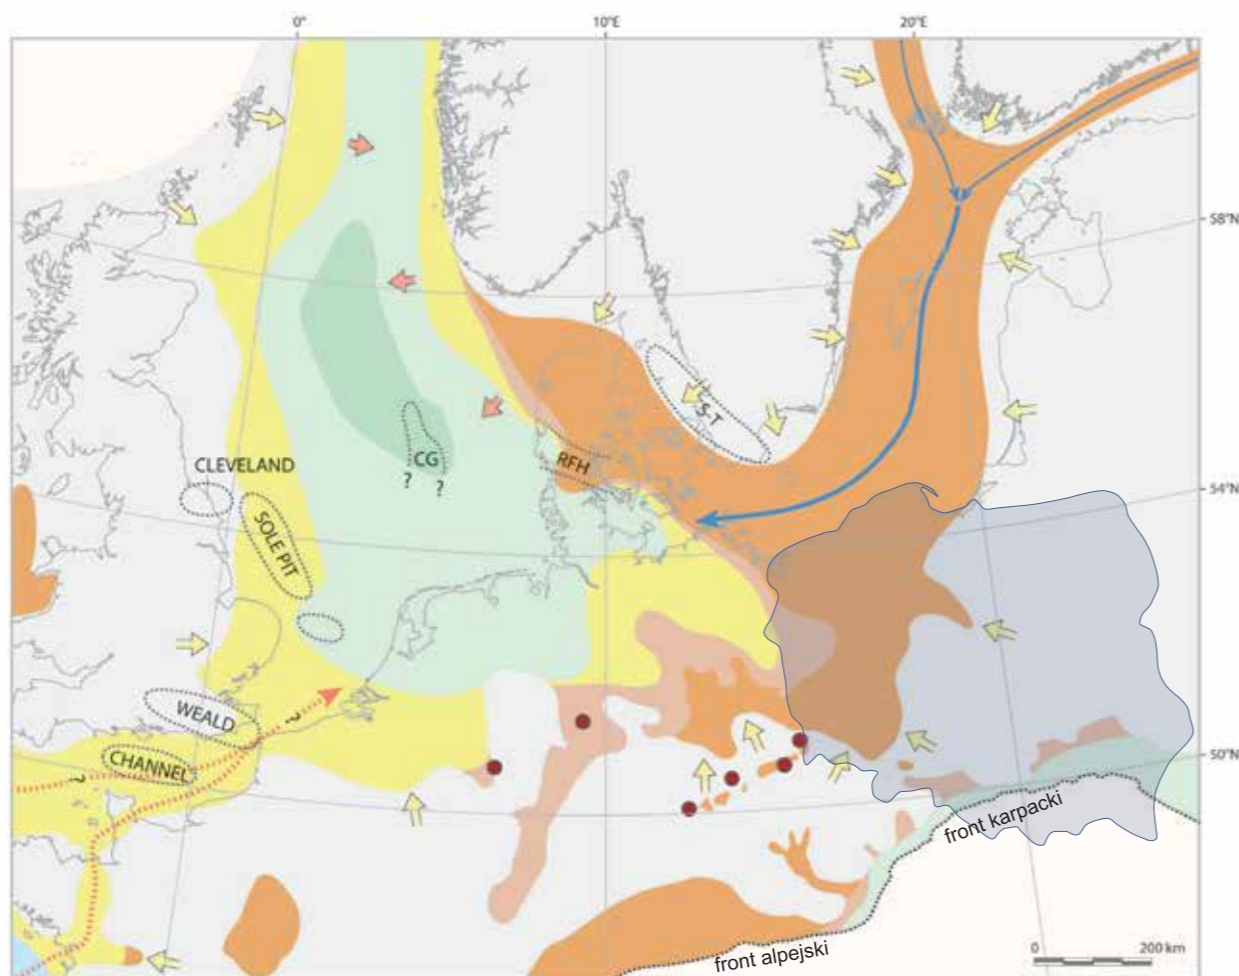 0°
10°E
20°E
58°N
S-T
CG
?
?
RFH
CLEVELAND
54°N
SOLE PIT
WEALD
?
CHANNEL
?
50°N
front karpacki
front alpejski
0
200 km